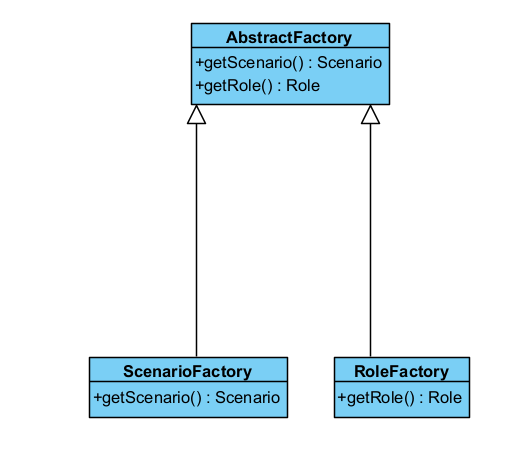 AbstractFactory
+getScenario() : Scenario
+getRole() : Role
ScenarioFactory
+getScenario() : Scenario
RoleFactory
+getRole() : Role